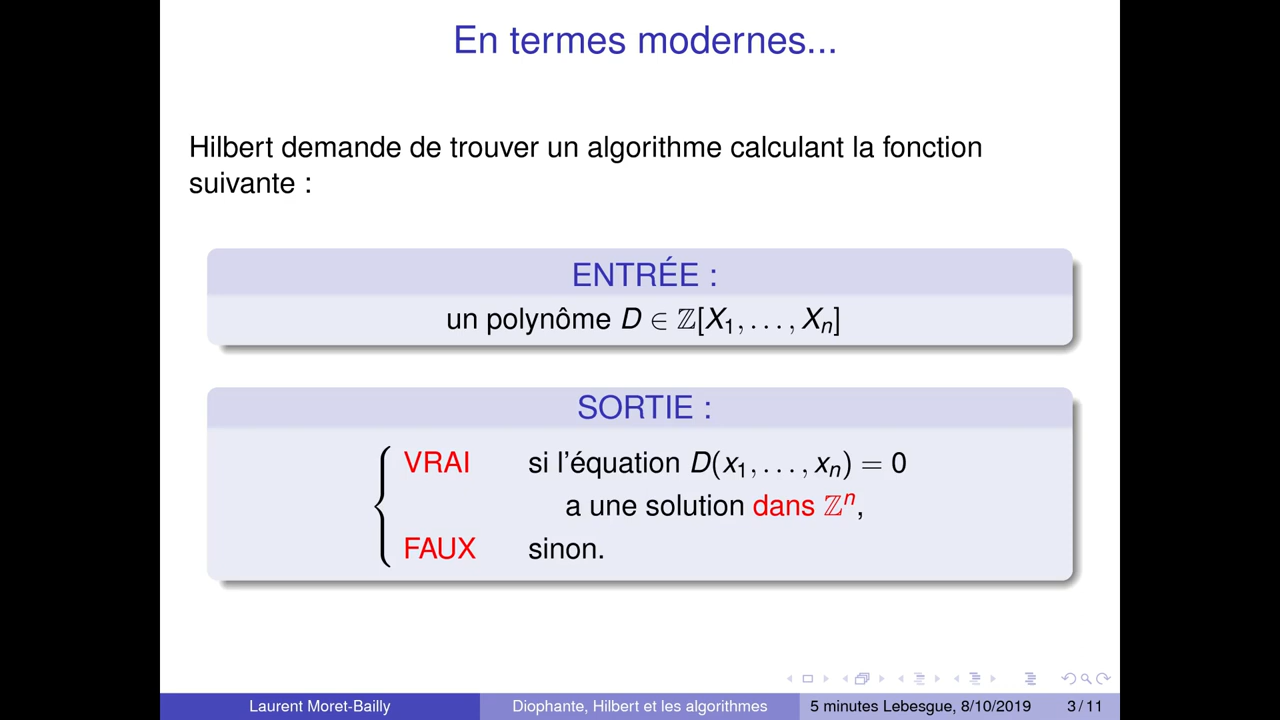 En termes modernes...
Hilbert demande de trouver un algorithme calculant la fonction
suivante :
ENTRÉE :
un polynôme D ∈ ℤ[X₁, . . . , Xₙ]
SORTIE :
VRAI si l'équation D(x₁, . . . , xₙ) = 0
a une solution dans ℤⁿ,
FAUX sinon.
Laurent Moret-Bailly Diophante, Hilbert et les algorithmes 5 minutes Lebesgue, 8/10/2019 3 / 11